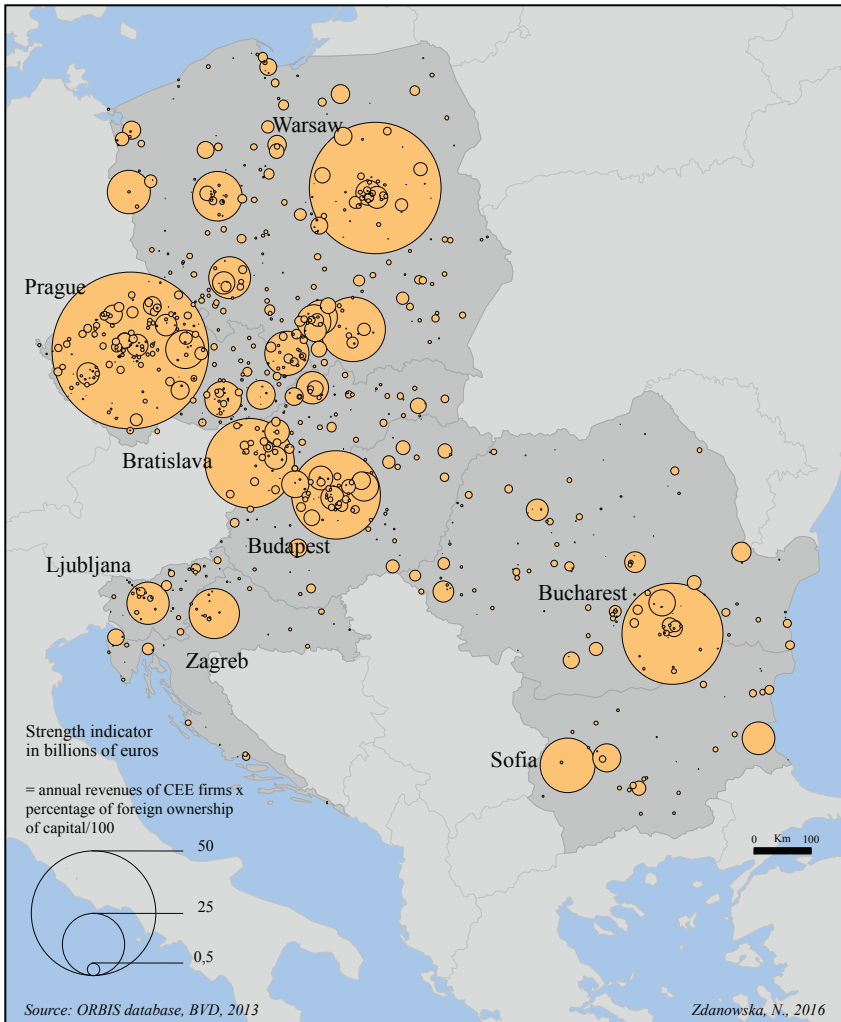 Warsaw
Prague
Bratislava
Budapest
Ljubljana
Bucharest
Zagreb
Sofia
Strength indicator
in billions of euros
= annual revenues of CEE firms x
percentage of foreign ownership
of capital/100
50
25
0,5
0 Km 100
Source: ORBIS database, BVD, 2013
Zdanowska, N., 2016